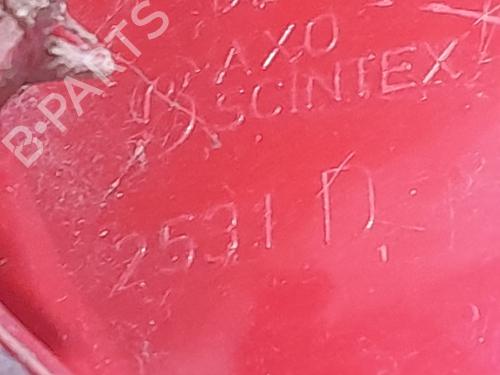 AXO
SCINTEX
2531 D
B-PARTS